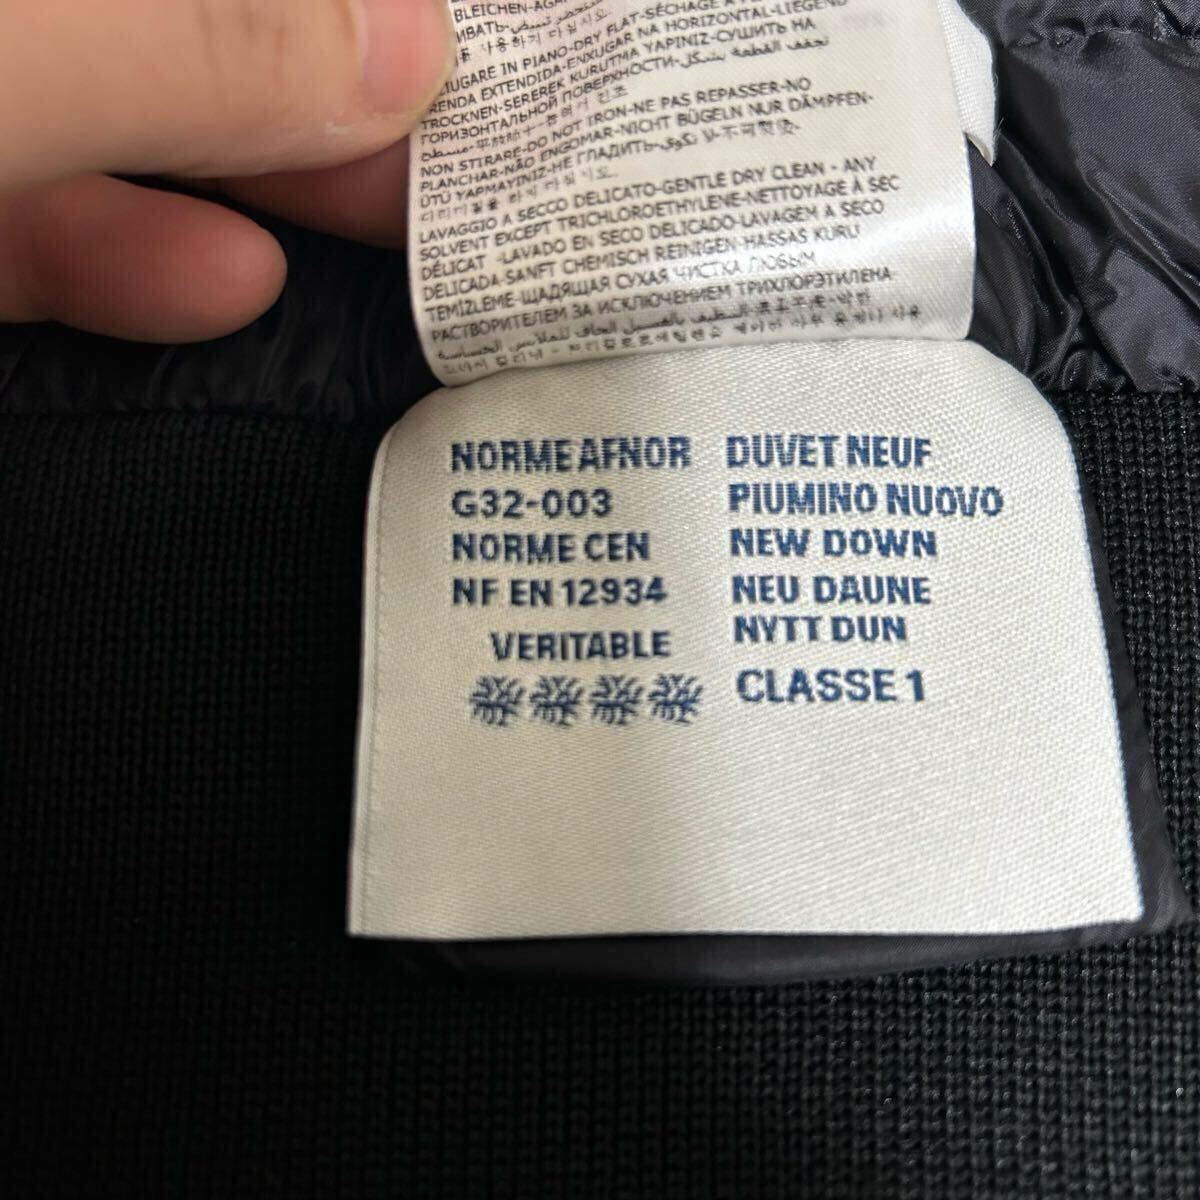 BLEICHEN-
IUGARE IN PIANO-DRY FLAT-SÉCHAGE À
RENDA EXTENDIDA-ENXUGAR NA HORIZONTAL-LIEGEND
TROCKNEN-SEREREK KURUTMA YAPINIZ-СУШИТЬ НА
ГОРИЗОНТАЛЬНОЙ ПОВЕРХНОСТИ-تجفف القطعة بشكل
NON STIRARE-DO NOT IRON-NE PAS REPASSER-NO
PLANCHAR-NÃO ENGOMAR-NICHT BÜGELN NUR DÄMPFEN-
ÜTÜ YAPMAYINIZ-НЕ ГЛАДИТЬ-
LAVAGGIO A SECCO DELICATO-GENTLE DRY CLEAN - ANY
SOLVENT EXCEPT TRICHLOROETHYLENE-NETTOYAGE À SEC
DÉLICAT -LAVADO EN SECO DELICADO-LAVAGEM A SECO
DELICADA-SANFT CHEMISCH REINIGEN-HASSAS KURU
TEMİZLEME-ЩАДЯЩАЯ СУХАЯ ЧИСТКА ЛЮБЫМ
РАСТВОРИТЕЛЕМ ЗА ИСКЛЮЧЕНИЕМ ТРИХЛОРЭТИЛЕНА
NORME AFNOR
G32-003
NORME CEN
NF EN 12934
VERITABLE
DUVET NEUF
PIUMINO NUOVO
NEW DOWN
NEU DAUNE
NYTT DUN
CLASSE 1